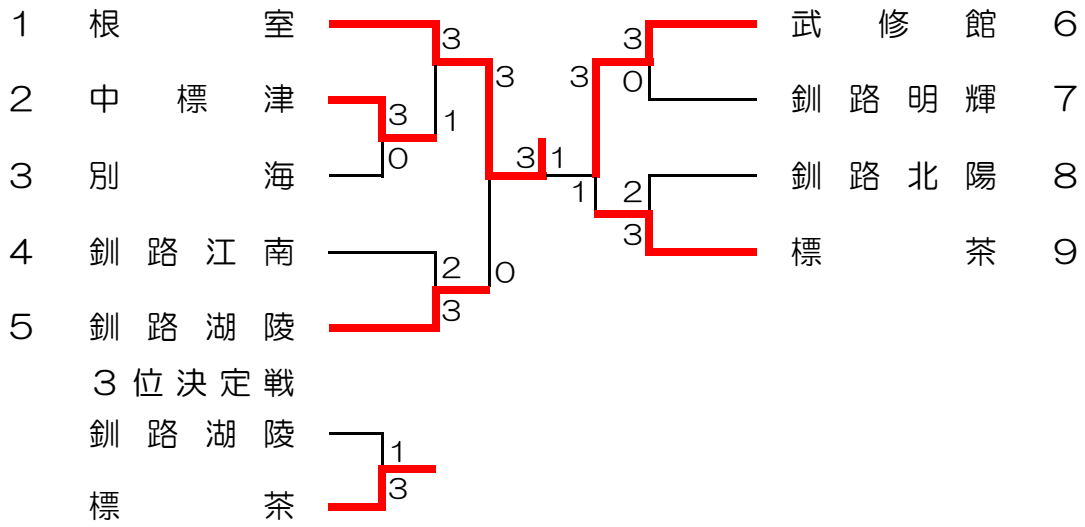 1 根室 3 3 武修館 6
3 3 0
2 中標津 3 1 釧路明輝 7
0 3 1
3 別海 1 2 釧路北陽 8
3
4 釧路江南 2 0 標茶 9
3
5 釧路湖陵
３位決定戦
釧路湖陵 1
3
標茶